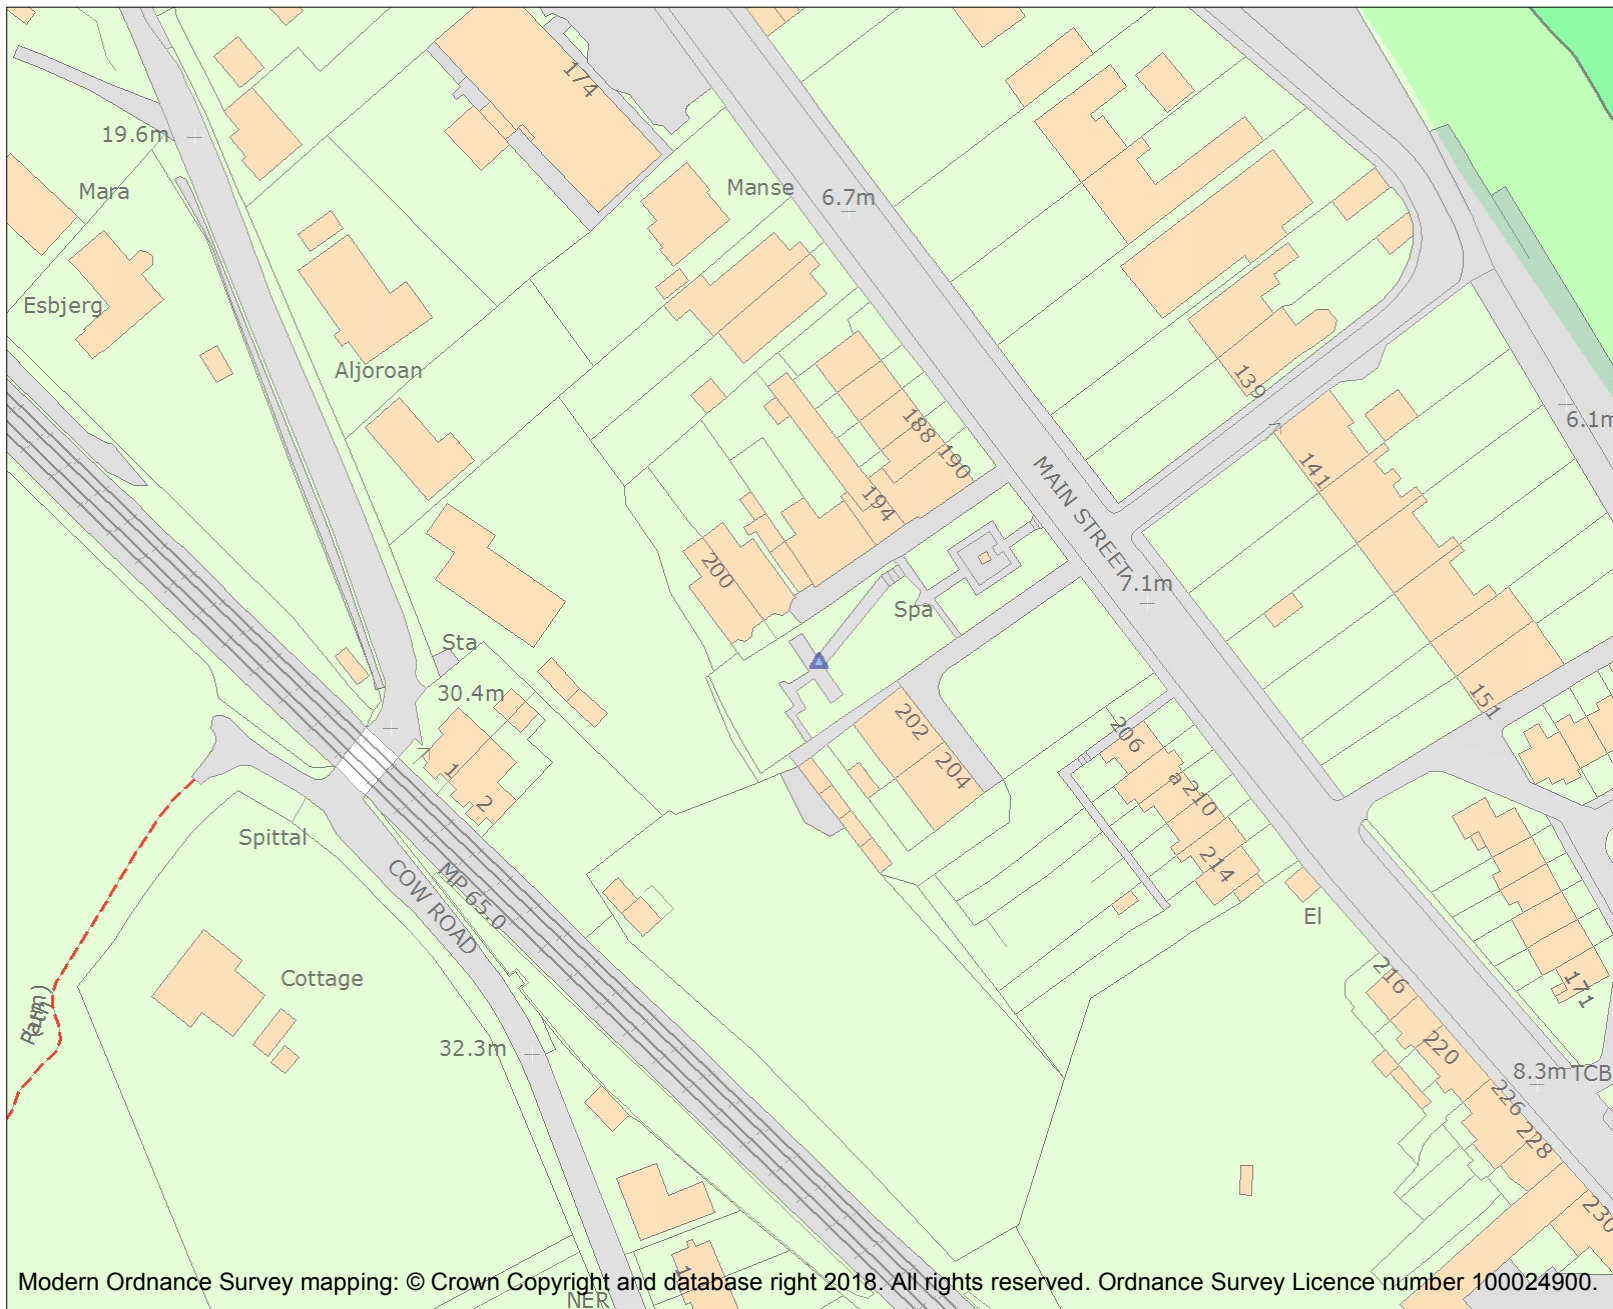 174
19.6m
Mara
Manse
6.7m
Esbjerg
Aljoroan
139
6.1m
188
190
141
MAIN STREET
194
200
7.1m
Spa
Sta
30.4m
151
202
206
204
1
a
210
2
Spittal
214
MP 65.0
COW ROAD
El
216
Cottage
171
220
32.3m
8.3m
TCB
226
228
230
NER
Modern Ordnance Survey mapping: © Crown Copyright and database right 2018. All rights reserved. Ordnance Survey Licence number 100024900.